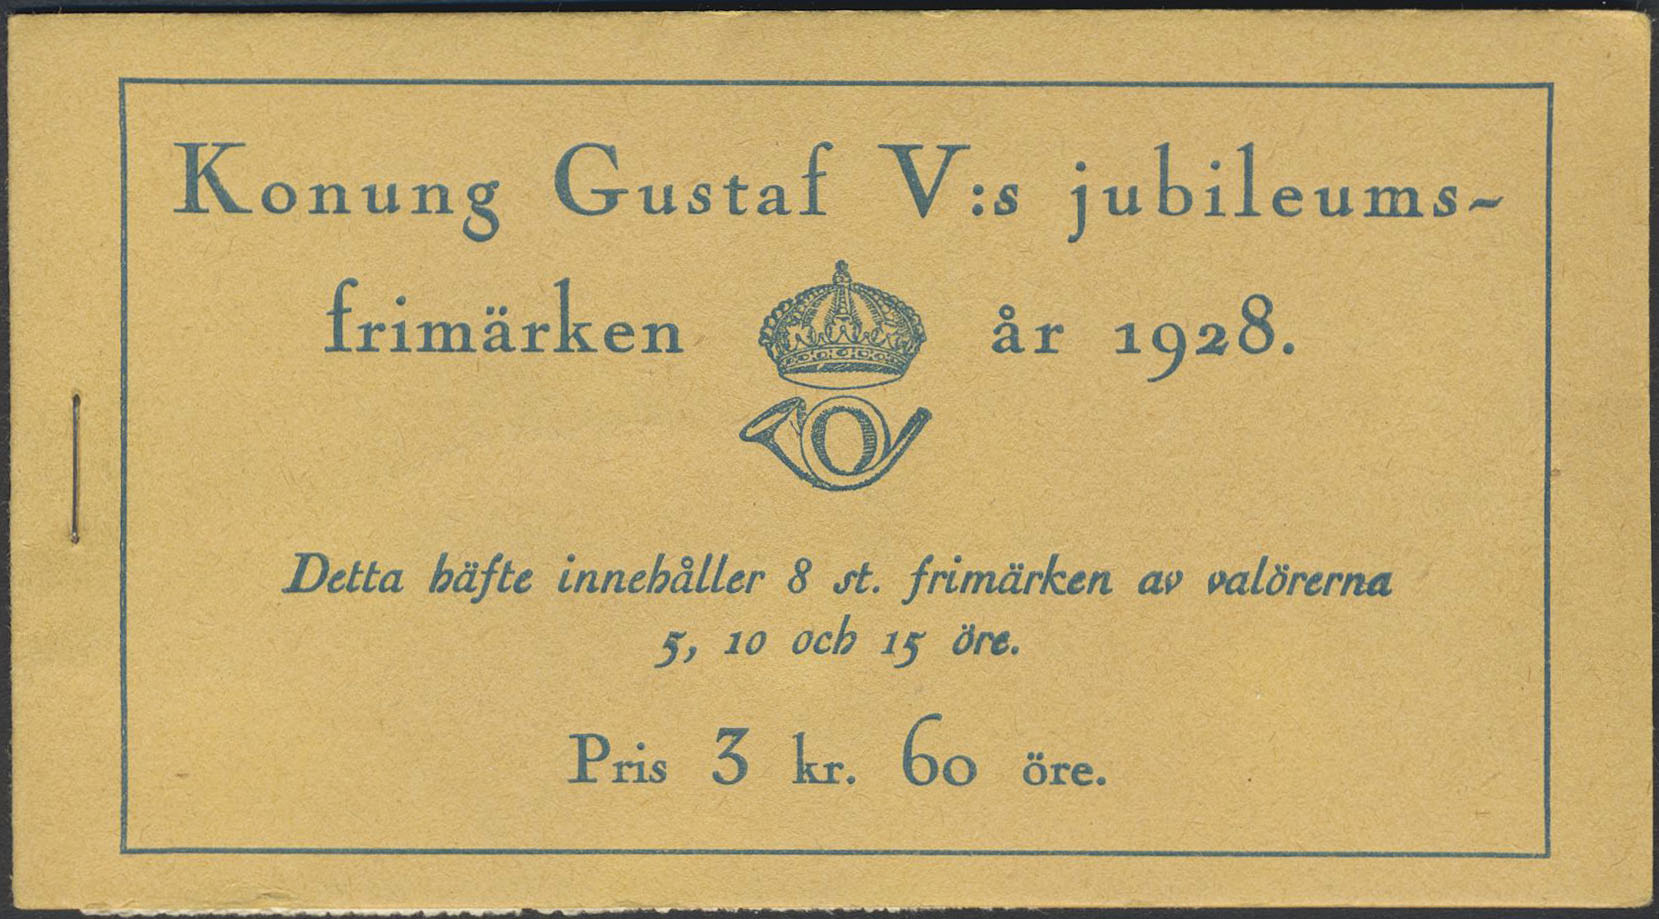 Konung Gustaf V:s jubileums-
frimärken år 1928.
Detta häfte innehåller 8 st. frimärken av valörerna
5, 10 och 15 öre.
Pris 3 kr. 60 öre.